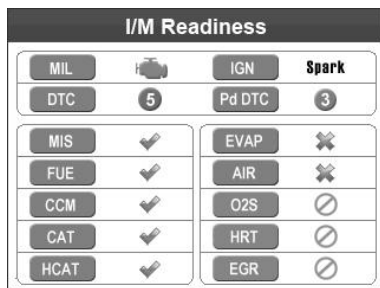 I/M Readiness
MIL IGN Spark
DTC 5 Pd DTC 3
MIS EVAP
FUE AIR
CCM O2S
CAT HRT
HCAT EGR